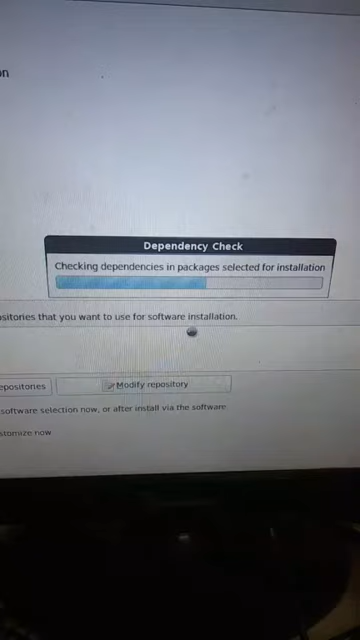 on
Dependency Check
Checking dependencies in packages selected for installation
sitories that you want to use for software installation.
epositories
Modify repository
software selection now, or after install via the software
stomize now